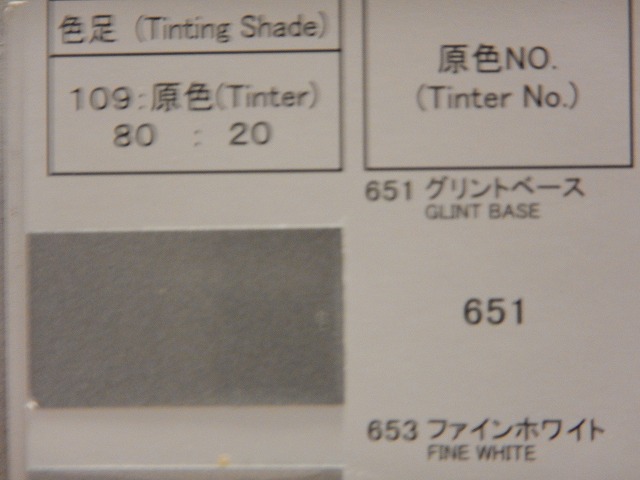 色足 (Tinting Shade)
109:原色(Tinter)
80 : 20
原色NO.
(Tinter No.)
651 グリントベース
GLINT BASE
651
653 ファインホワイト
FINE WHITE